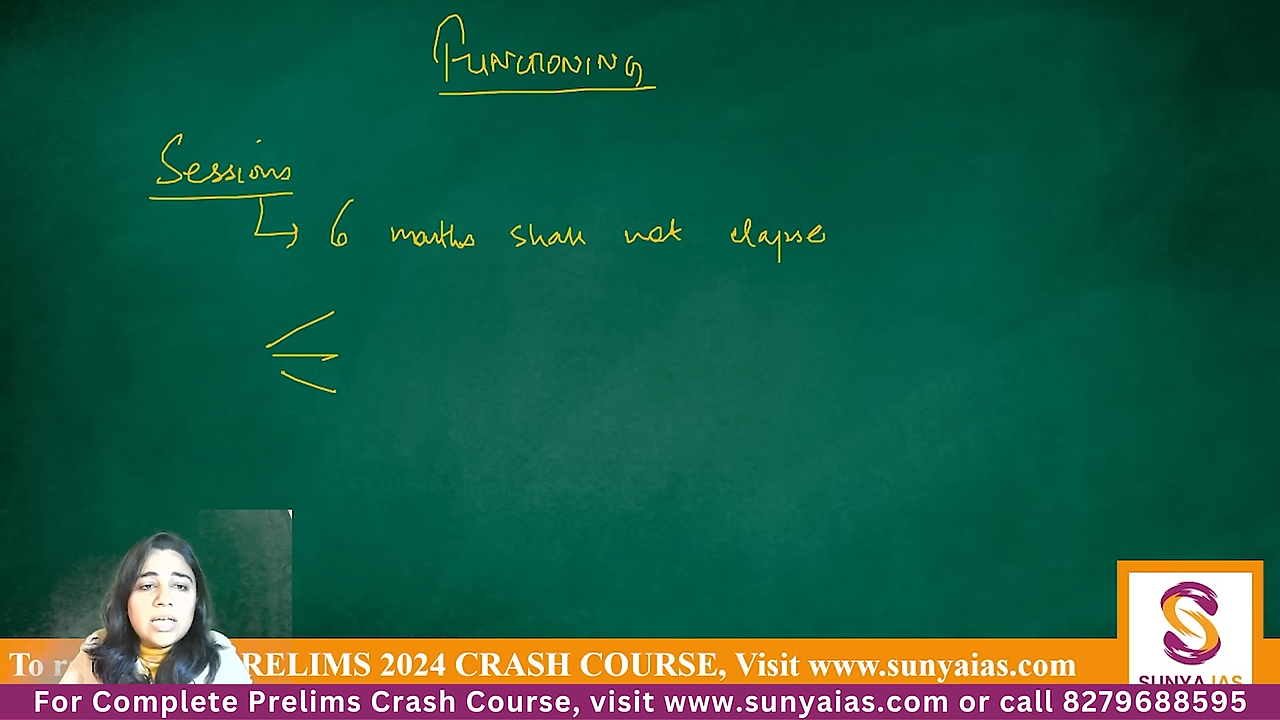 FUNCTIONING
Sessions
6 months shall not elapse
To RELIMS 2024 CRASH COURSE, Visit www.sunyaias.com
SUNYA IAS
For Complete Prelims Crash Course, visit www.sunyaias.com or call 8279688595